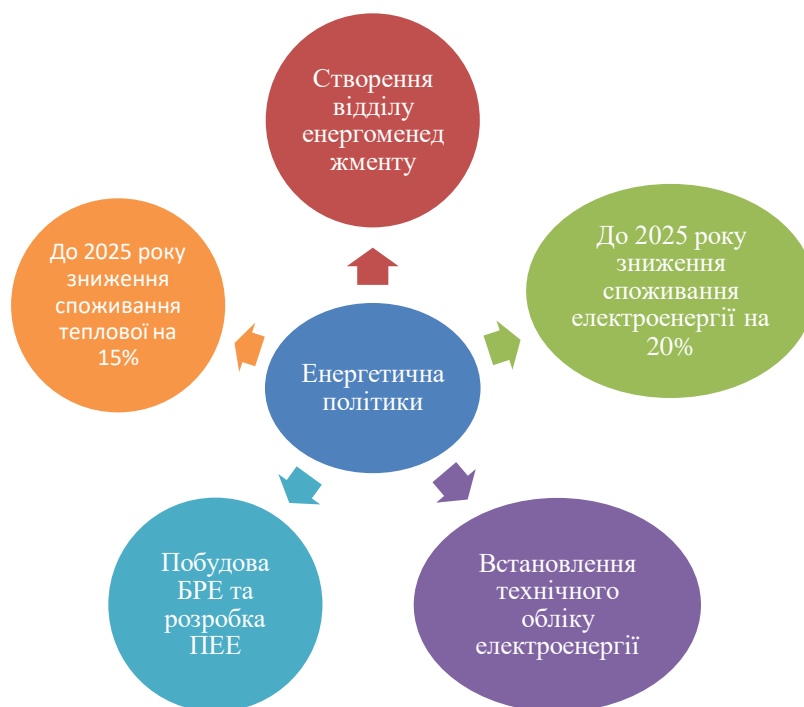 Створення
відділу
енергоменед
жменту
До 2025 року
зниження
споживання
електроенергії на
20%
Встановлення
технічного
обліку
електроенергії
Побудова
БРЕ та
розробка
ПЕЕ
До 2025 року
зниження
споживання
теплової на
15%
Енергетична
політики